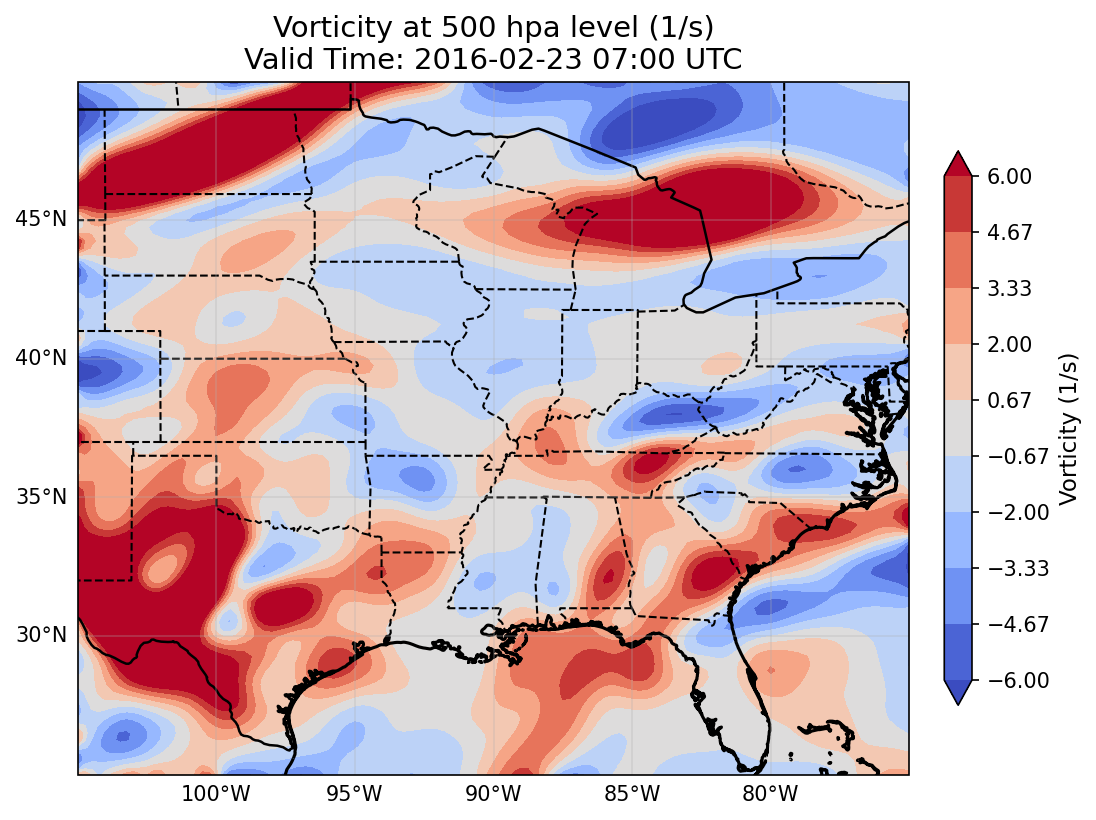 Vorticity at 500 hpa level (1/s)
Valid Time: 2016-02-23 07:00 UTC
45°N
40°N
35°N
30°N
100°W
95°W
90°W
85°W
80°W
6.00
4.67
3.33
2.00
0.67
−0.67
−2.00
−3.33
−4.67
−6.00
Vorticity (1/s)